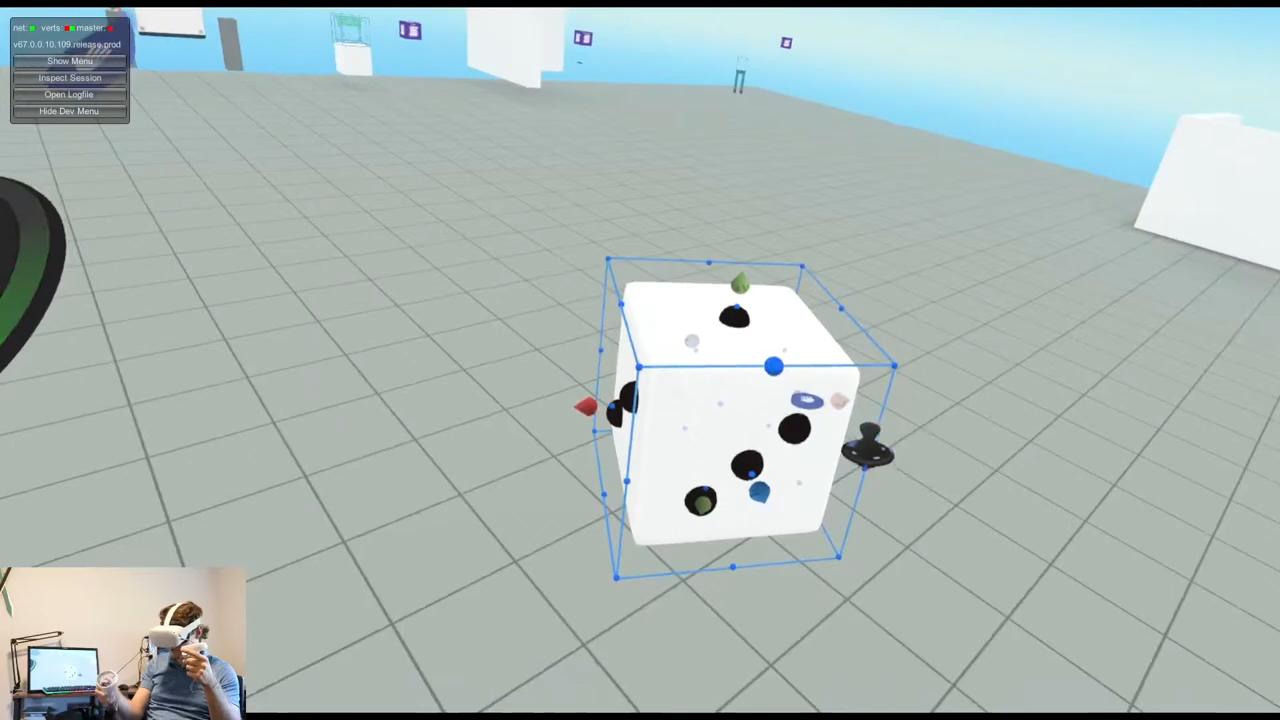 net: verts: master:
v67.0.0.10.109.release.prod
Show Menu
Inspect Session
Open Logfile
Hide Dev Menu